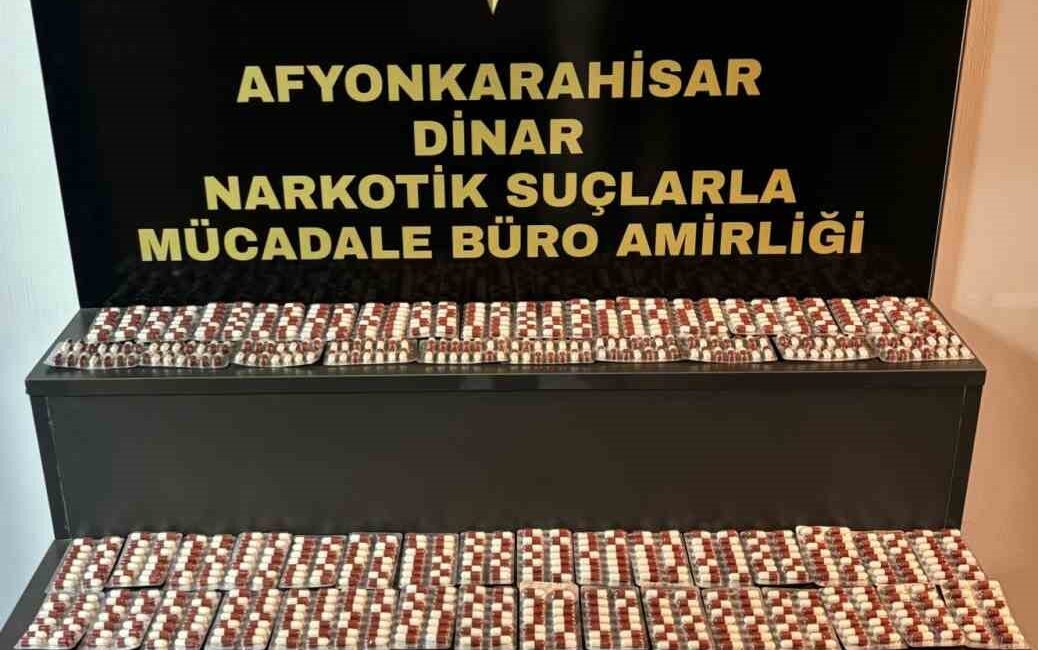 AFYONKARAHİSAR
DİNAR
NARKOTİK SUÇLARLA
MÜCADALE BÜRO AMİRLİĞİ